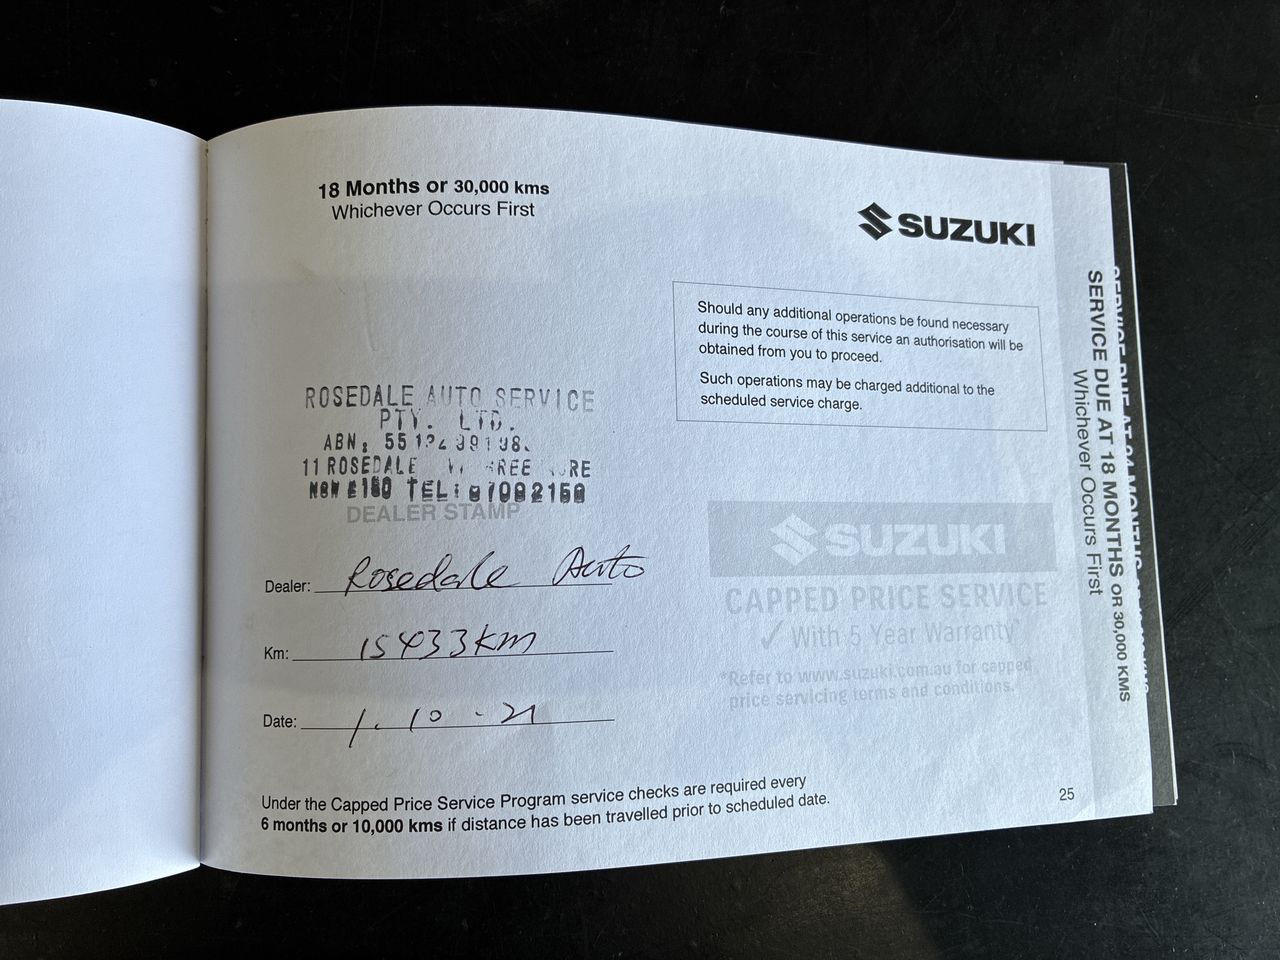 18 Months or 30,000 kms
Whichever Occurs First
SUZUKI
Should any additional operations be found necessary
during the course of this service an authorisation will be
obtained from you to proceed.
Such operations may be charged additional to the
scheduled service charge.
ROSEDALE AUTO SERVICE
PTY. LTD.
ABN:
11 ROSEDALE
TEL:
DEALER STAMP
Dealer: Rosedale Auto
Km: 15433km
Date: 1.10-21
SUZUKI
CAPPED PRICE SERVICE
✓ With 5 Year Warranty*
*Refer to www.suzuki.com.au for capped
price servicing terms and conditions.
Under the Capped Price Service Program service checks are required every
6 months or 10,000 kms if distance has been travelled prior to scheduled date.
25
SERVICE DUE AT 18 MONTHS OR 30,000 KMS
Whichever Occurs First